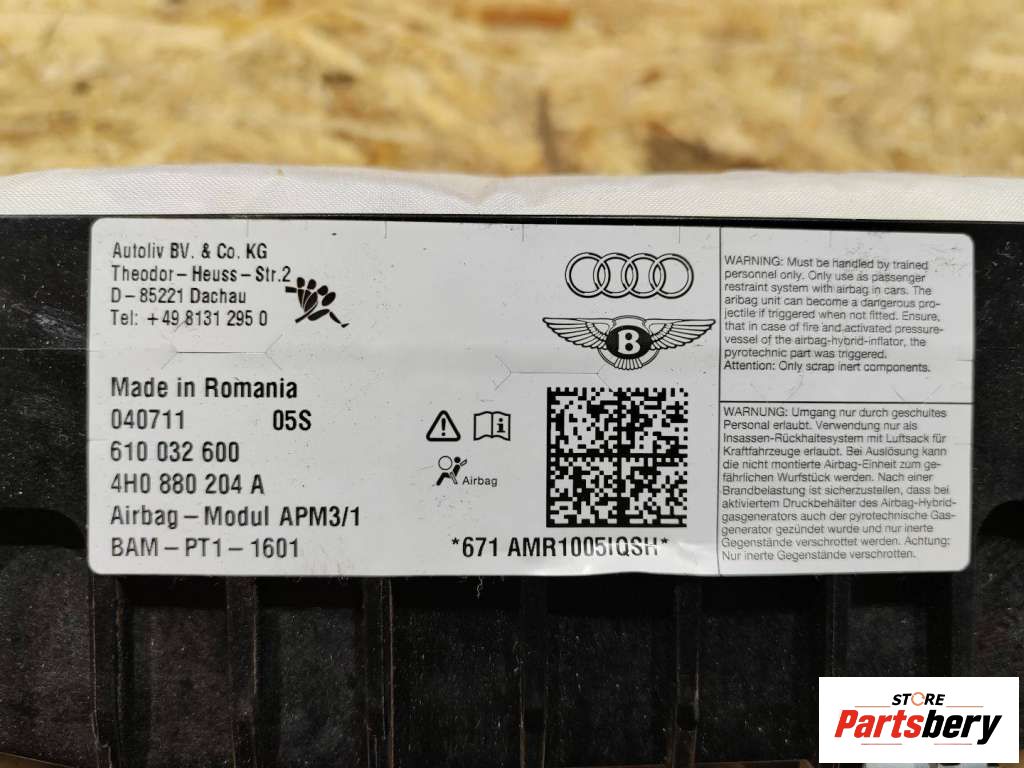 Autoliv BV. & Co. KG
Theodor-Heuss-Str.2
D-85221 Dachau
Tel: +49 8131 295 0
Made in Romania
040711 05S
610 032 600
4H0 880 204 A
Airbag-Modul APM3/1
BAM-PT1-1601
Airbag
B
*671 AMR1005IQSH*
WARNING: Must be handled by trained
personnel only. Only use as passenger
restraint system with airbag in cars. The
aribag unit can become a dangerous pro-
jectile if triggered when not fitted. Ensure,
that in case of fire and activated pressure-
vessel of the airbag-hybrid-inflator, the
pyrotechnic part was triggered.
Attention: Only scrap inert components.
WARNUNG: Umgang nur durch geschultes
Personal erlaubt. Verwendung nur als
Insassen-Rückhaltesystem mit Luftsack für
Kraftfahrzeuge erlaubt. Bei Auslösung kann
die nicht montierte Airbag-Einheit zum ge-
fährlichen Wurfstück werden. Nach einer
Brandbelastung ist sicherzustellen, dass bei
aktiviertem Druckbehälter des Airbag-Hybrid-
gasgenerators auch der pyrotechnische Gas-
generator gezündet wurde und nur inerte
Gegenstände verschrottet werden. Achtung:
Nur inerte Gegenstände verschrotten.
STORE
Partsbery